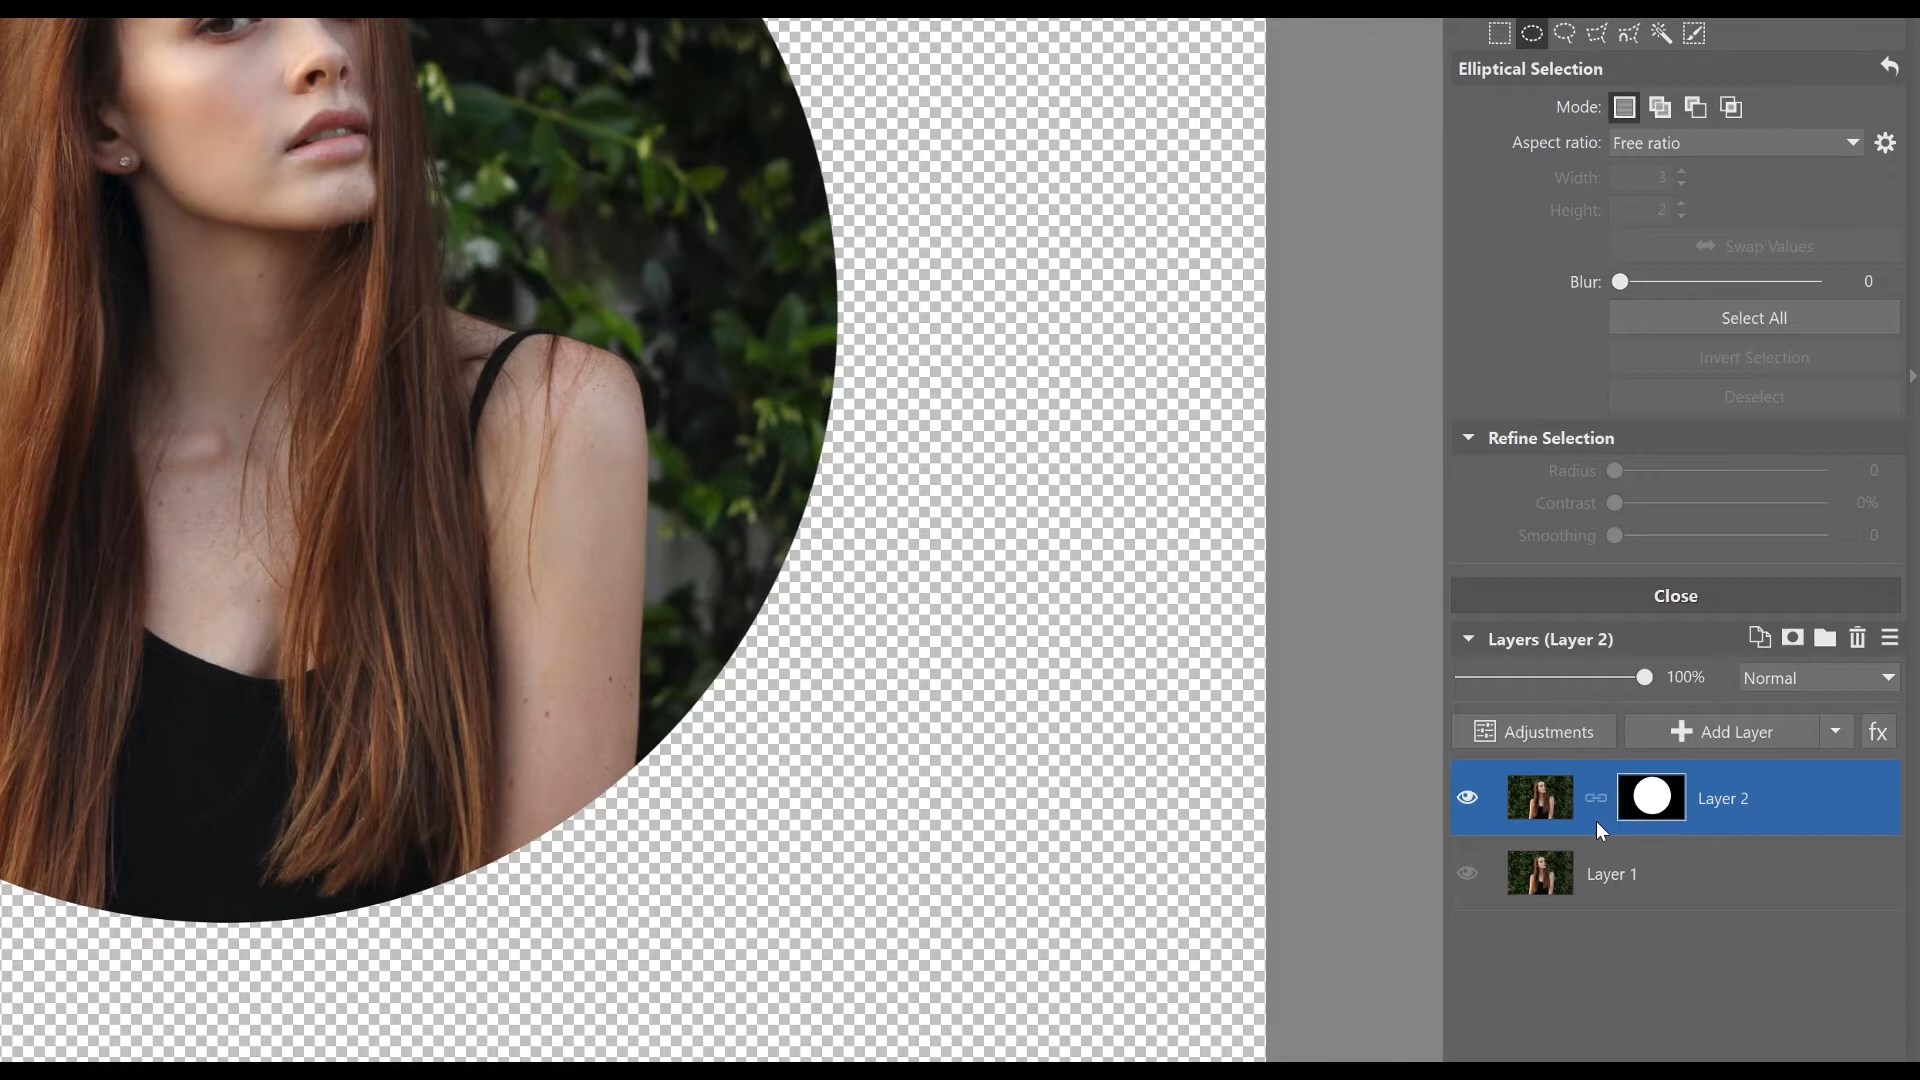 Elliptical Selection
Mode:
Aspect ratio: Free ratio
Width: 3
Height: 2
Swap Values
Blur: 0
Select All
Invert Selection
Deselect
Refine Selection
Radius 0
Contrast 0%
Smoothing 0
Close
Layers (Layer 2)
100% Normal
Adjustments Add Layer fx
Layer 2
Layer 1